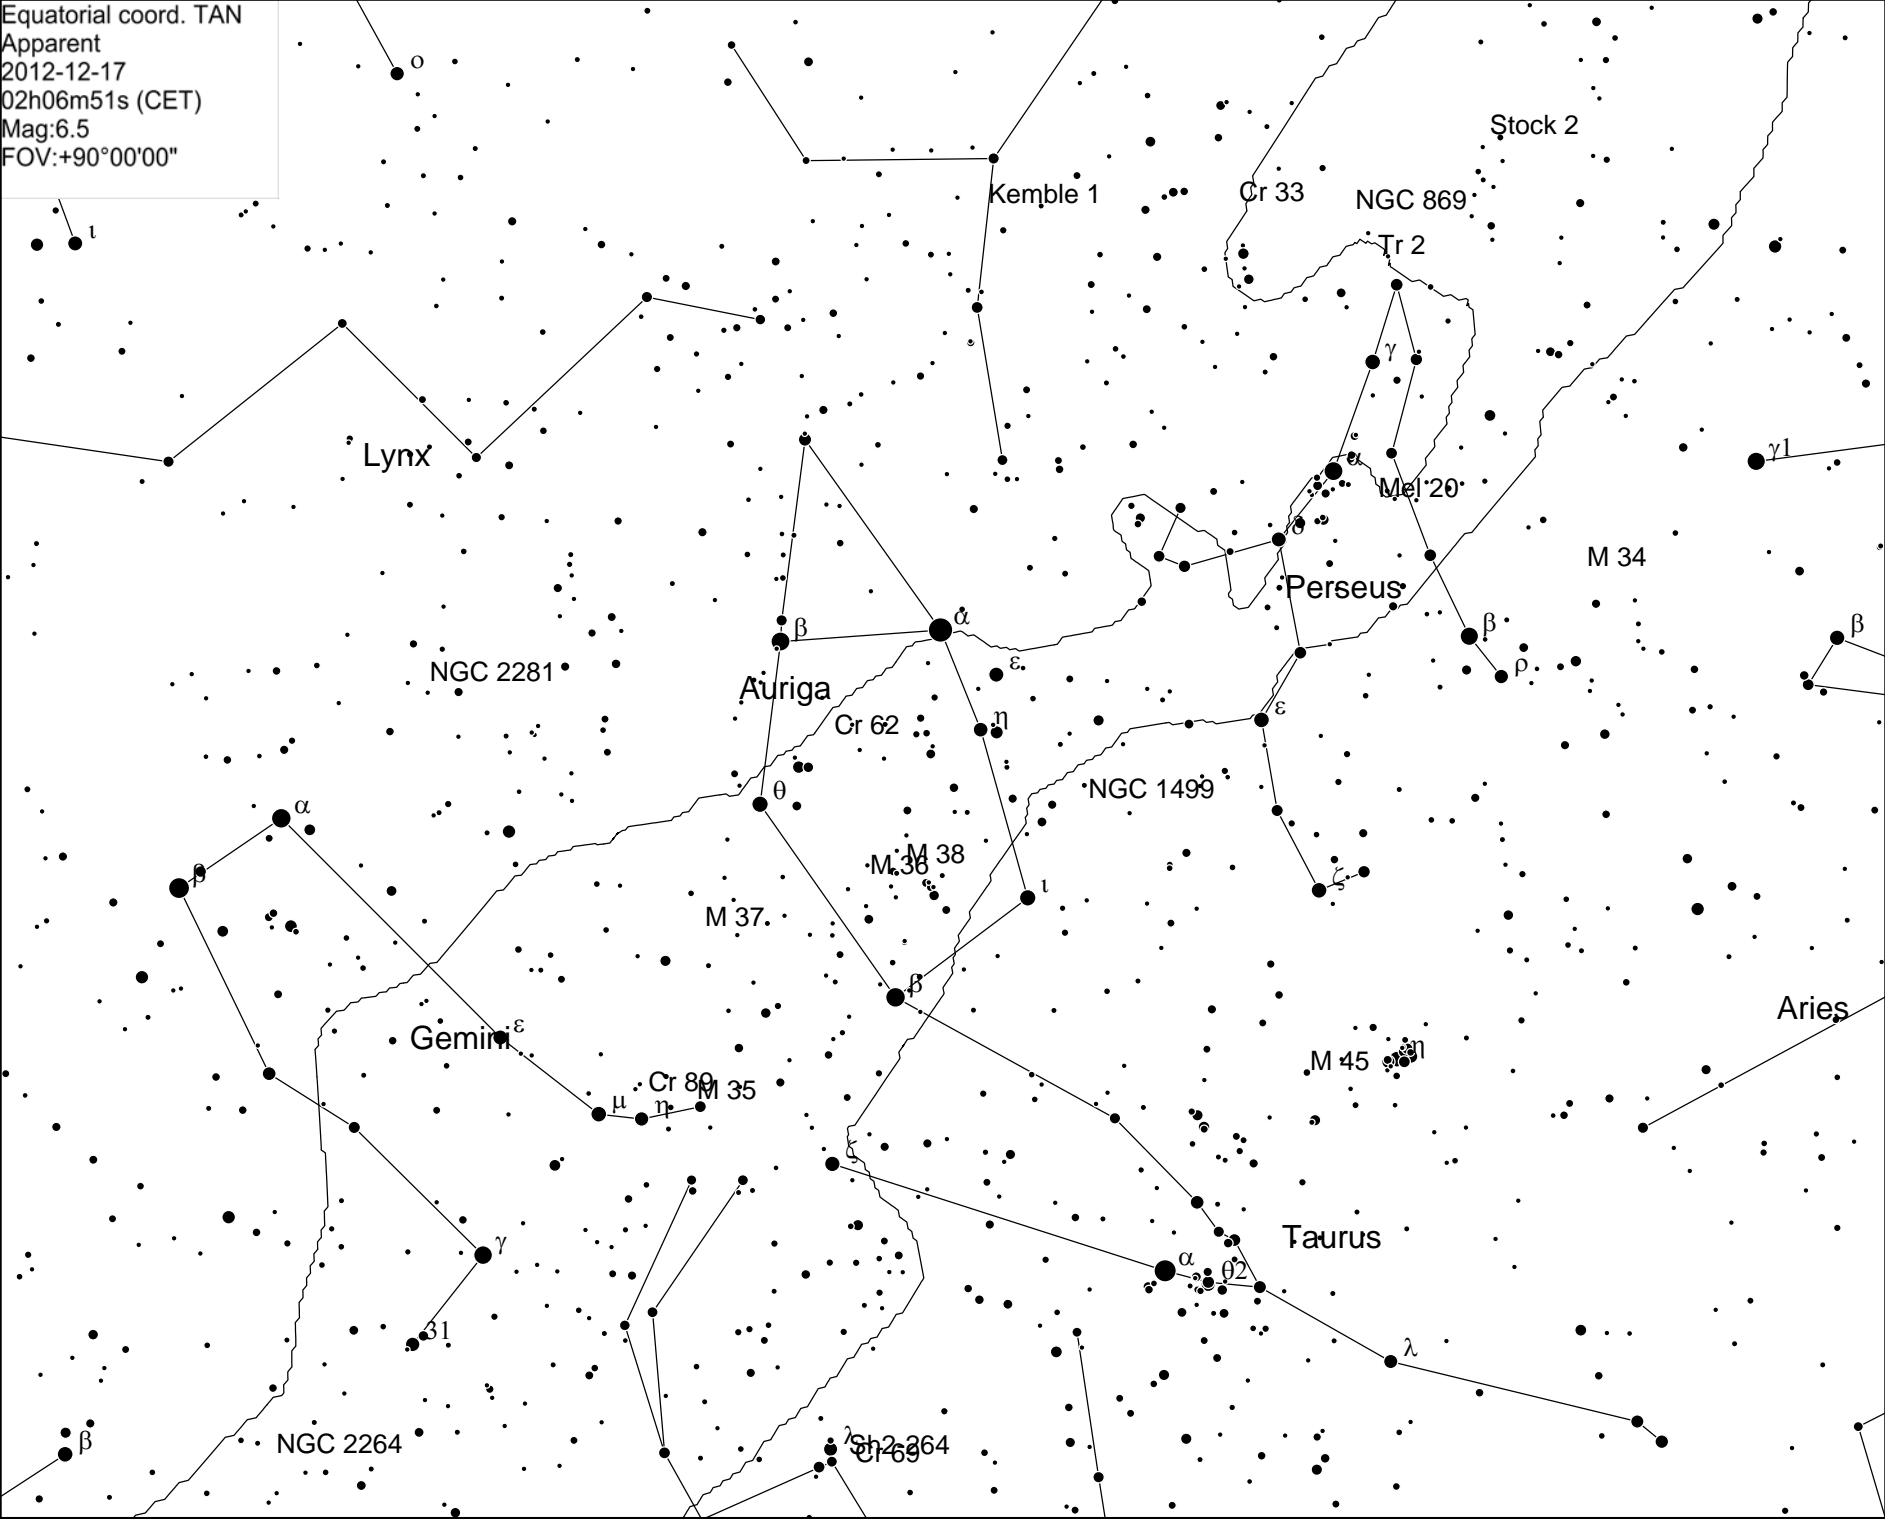 Equatorial coord. TAN
Apparent
2012-12-17
02h06m51s (CET)
Mag:6.5
FOV:+90°00'00"
ο
Stock 2
Kemble 1
Cr 33
NGC 869
ι
Tr 2
γ
α
γ1
Lynx
Mel 20
δ
M 34
Perseus
β
α
β
β
ε
ρ
NGC 2281
Auriga
ε
η
Cr 62
θ
NGC 1499
α
M 38
M 36
β
ζ
ι
M 37
β
Aries
Gemini
ε
η
M 45
Cr 89
M 35
μ
η
ζ
Taurus
γ
α
θ2
31
λ
β
NGC 2264
λ
Sh2-264
Cr 69